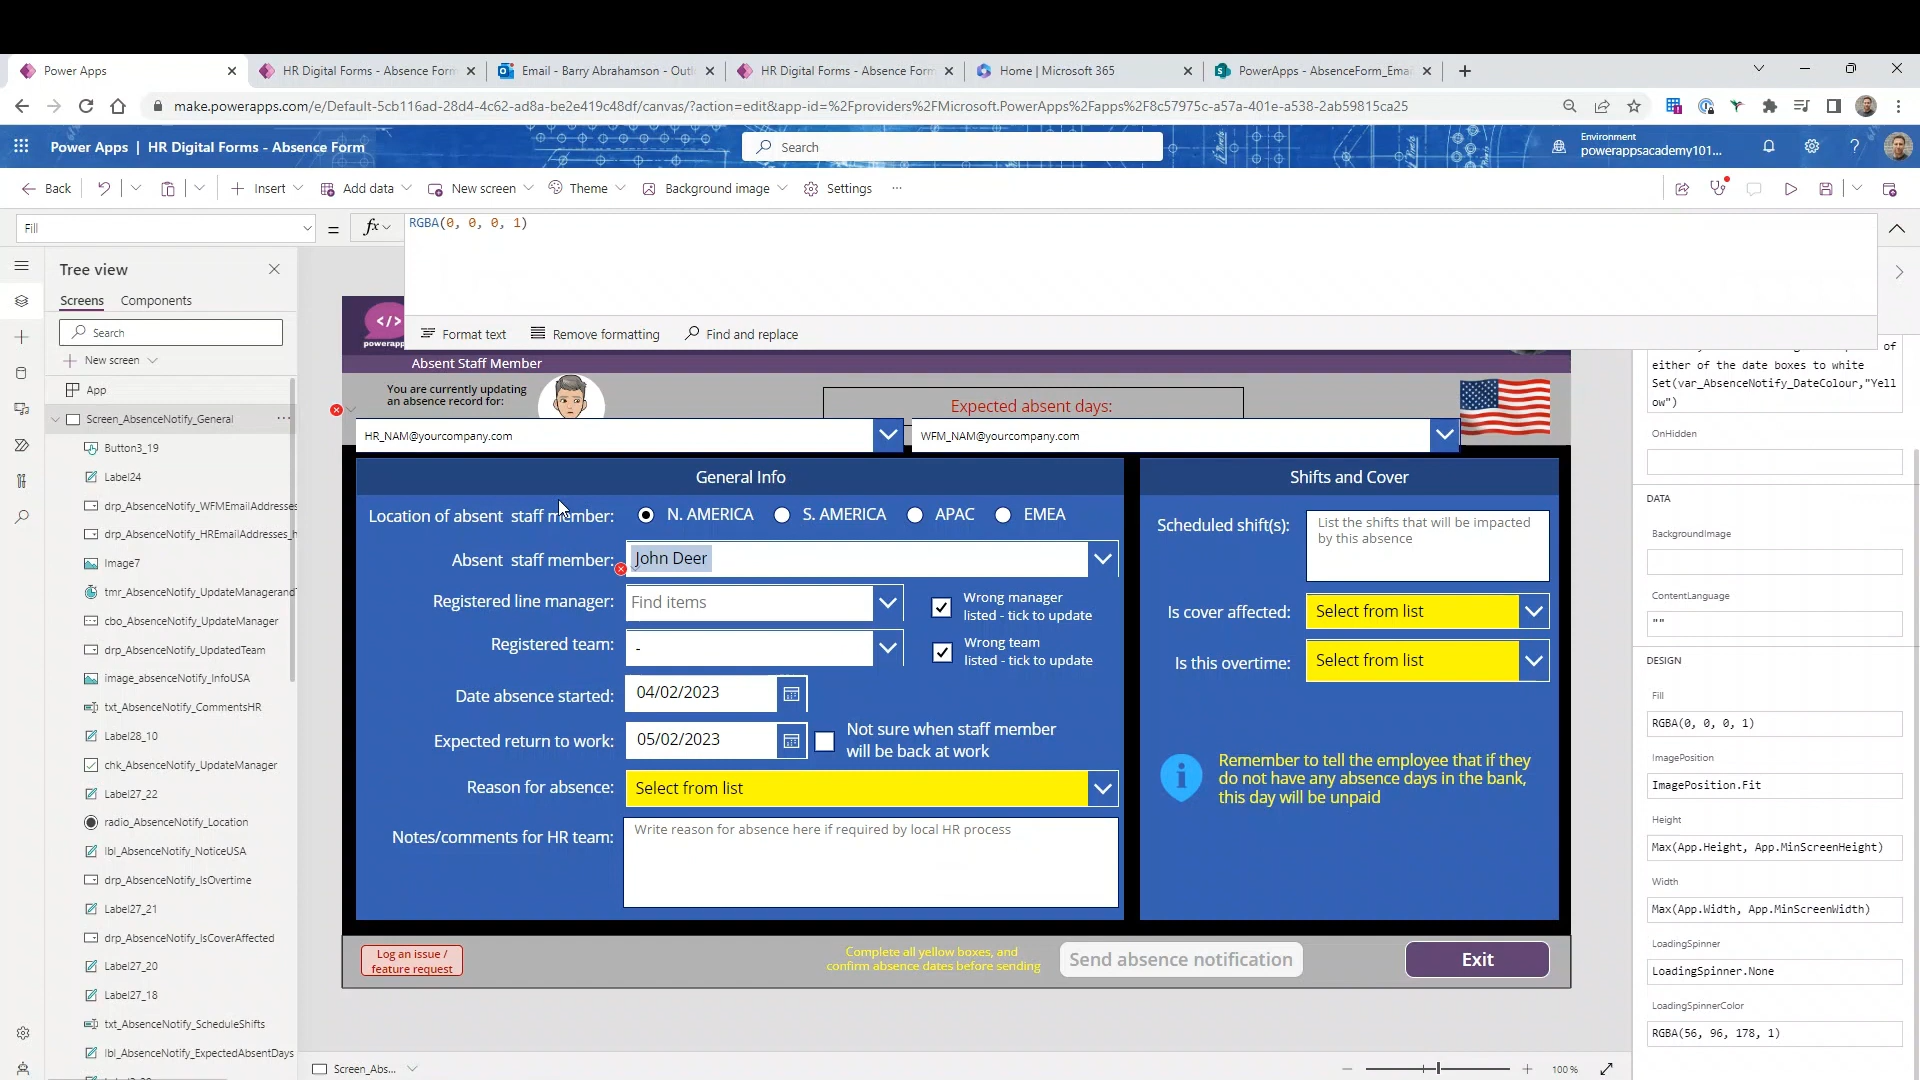 Power Apps
HR Digital Forms - Absence Form
Email - Barry Abrahamson - Outl
HR Digital Forms - Absence Form
Home | Microsoft 365
PowerApps - AbsenceForm_Emai
make.powerapps.com/e/Default-5cb116ad-28d4-4c62-ad8a-be2e419c48df/canvas/?action=edit&app-id=%2Fproviders%2FMicrosoft.PowerApps%2Fapps%2F8c57975c-a57a-401e-a538-2ab59815ca25
Power Apps | HR Digital Forms - Absence Form
Search
Environment
powerappsacademy101...
Back
Insert
Add data
New screen
Theme
Background image
Settings
Fill
=
fx
RGBA(0, 0, 0, 1)
Format text
Remove formatting
Find and replace
Tree view
Screens
Components
Search
New screen
App
Screen_AbsenceNotify_General
Button3_19
Label24
drp_AbsenceNotify_WFMEmailAddresses
drp_AbsenceNotify_HREmailAddresses_h
Image7
tmr_AbsenceNotify_UpdateManagerandT
cbo_AbsenceNotify_UpdateManager
drp_AbsenceNotify_UpdatedTeam
image_absenceNotify_InfoUSA
txt_AbsenceNotify_CommentsHR
Label28_10
chk_AbsenceNotify_UpdateManager
Label27_22
radio_AbsenceNotify_Location
lbl_AbsenceNotify_NoticeUSA
drp_AbsenceNotify_IsOvertime
Label27_21
drp_AbsenceNotify_IsCoverAffected
Label27_20
Label27_18
txt_AbsenceNotify_ScheduleShifts
lbl_AbsenceNotify_ExpectedAbsentDays
</>
powerapp
Absent Staff Member
You are currently updating
an absence record for:
Expected absent days:
HR_NAM@yourcompany.com
WFM_NAM@yourcompany.com
General Info
Location of absent staff member:
N. AMERICA
S. AMERICA
APAC
EMEA
Absent staff member:
John Deer
Registered line manager:
Find items
Wrong manager
listed - tick to update
Registered team:
-
Wrong team
listed - tick to update
Date absence started:
04/02/2023
Expected return to work:
05/02/2023
Not sure when staff member
will be back at work
Reason for absence:
Select from list
Notes/comments for HR team:
Write reason for absence here if required by local HR process
Shifts and Cover
Scheduled shift(s):
List the shifts that will be impacted
by this absence
Is cover affected:
Select from list
Is this overtime:
Select from list
Remember to tell the employee that if they
do not have any absence days in the bank,
this day will be unpaid
Log an issue /
feature request
Complete all yellow boxes, and
confirm absence dates before sending
Send absence notification
Exit
Screen_Abs...
100 %
of
either of the date boxes to white
Set(var_AbsenceNotify_DateColour,"Yell
ow")
OnHidden
DATA
BackgroundImage
ContentLanguage
""
DESIGN
Fill
RGBA(0, 0, 0, 1)
ImagePosition
ImagePosition.Fit
Height
Max(App.Height, App.MinScreenHeight)
Width
Max(App.Width, App.MinScreenWidth)
LoadingSpinner
LoadingSpinner.None
LoadingSpinnerColor
RGBA(56, 96, 178, 1)